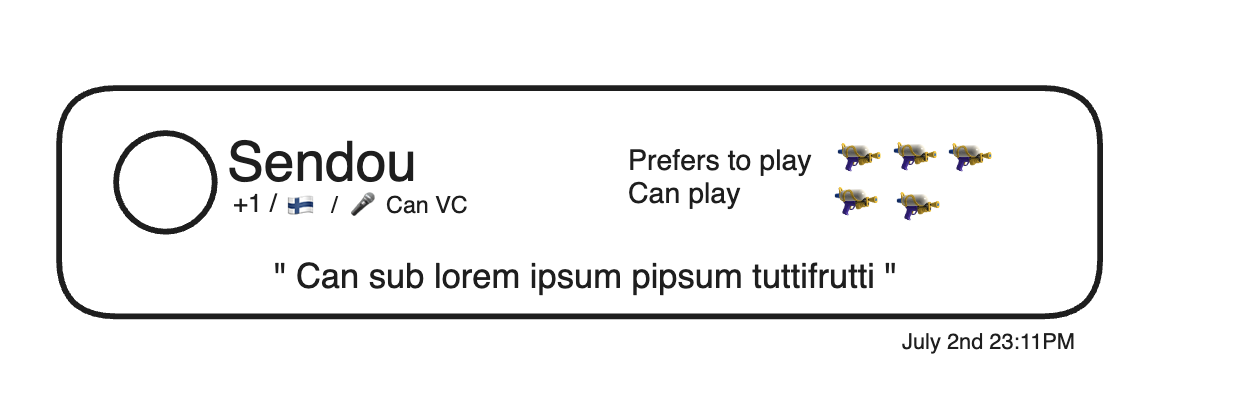 Sendou
+1 / 🇫🇮 / 🎤 Can VC
Prefers to play
Can play
" Can sub lorem ipsum pipsum tuttifrutti "
July 2nd 23:11PM